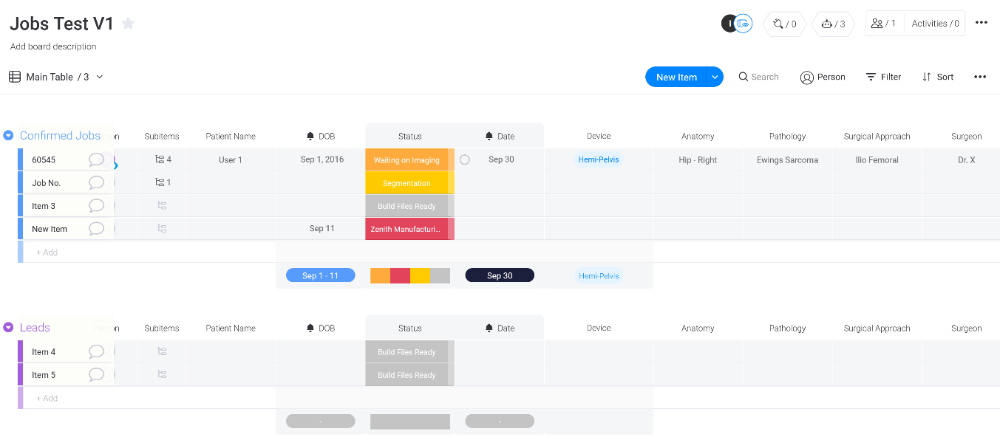 Jobs Test V1
I / 0 / 3 / 1 Activities / 0
Add board description
Main Table / 3 New Item Search Person Filter Sort
Confirmed Jobs on Subitems Patient Name DOB Status Date Device Anatomy Pathology Surgical Approach Surgeon
60545 4 User 1 Sep 1, 2016 Waiting on Imaging Sep 30 Hemi-Pelvis Hip - Right Ewings Sarcoma Ilio Femoral Dr. X
Job No. 1 Segmentation
Item 3 Build Files Ready
New Item Sep 11 Zenith Manufacturi...
+ Add
Sep 1 - 11 Sep 30 Hemi-Pelvis
Leads Person Subitems Patient Name DOB Status Date Device Anatomy Pathology Surgical Approach Surgeon
Item 4 Build Files Ready
Item 5 Build Files Ready
+ Add
- -